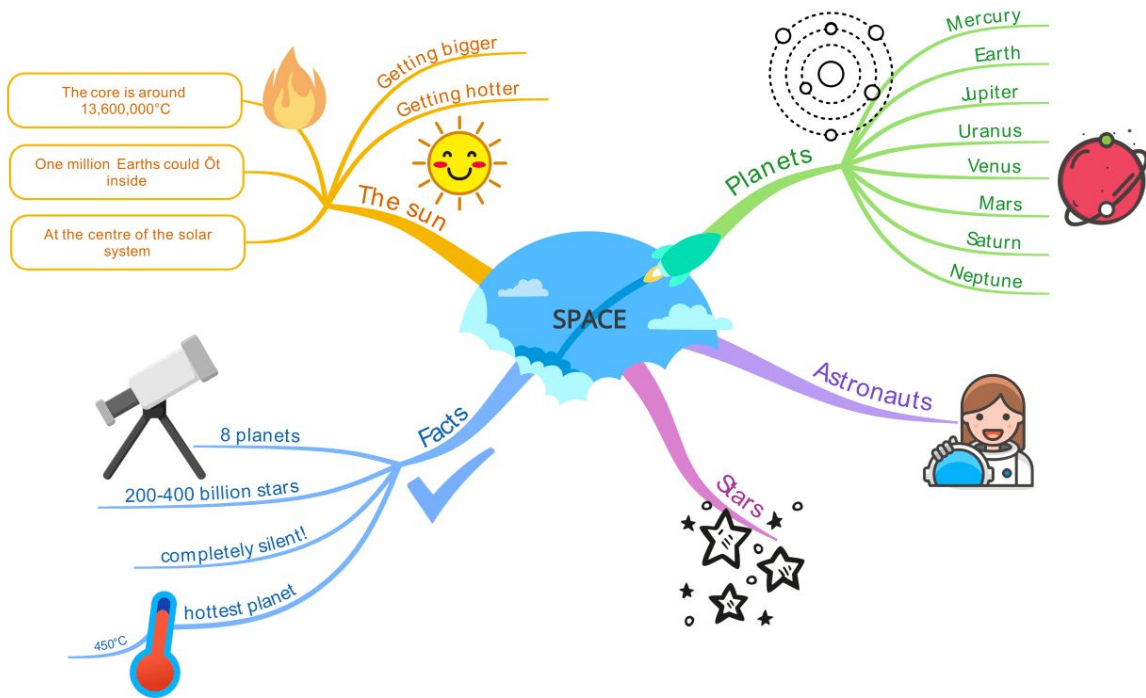 SPACE
The sun
Getting bigger
Getting hotter
The core is around
13,600,000°C
One million Earths could Õt
inside
At the centre of the solar
system
Planets
Mercury
Earth
Jupiter
Uranus
Venus
Mars
Saturn
Neptune
Astronauts
Stars
Facts
8 planets
200-400 billion stars
completely silent!
hottest planet
450°C